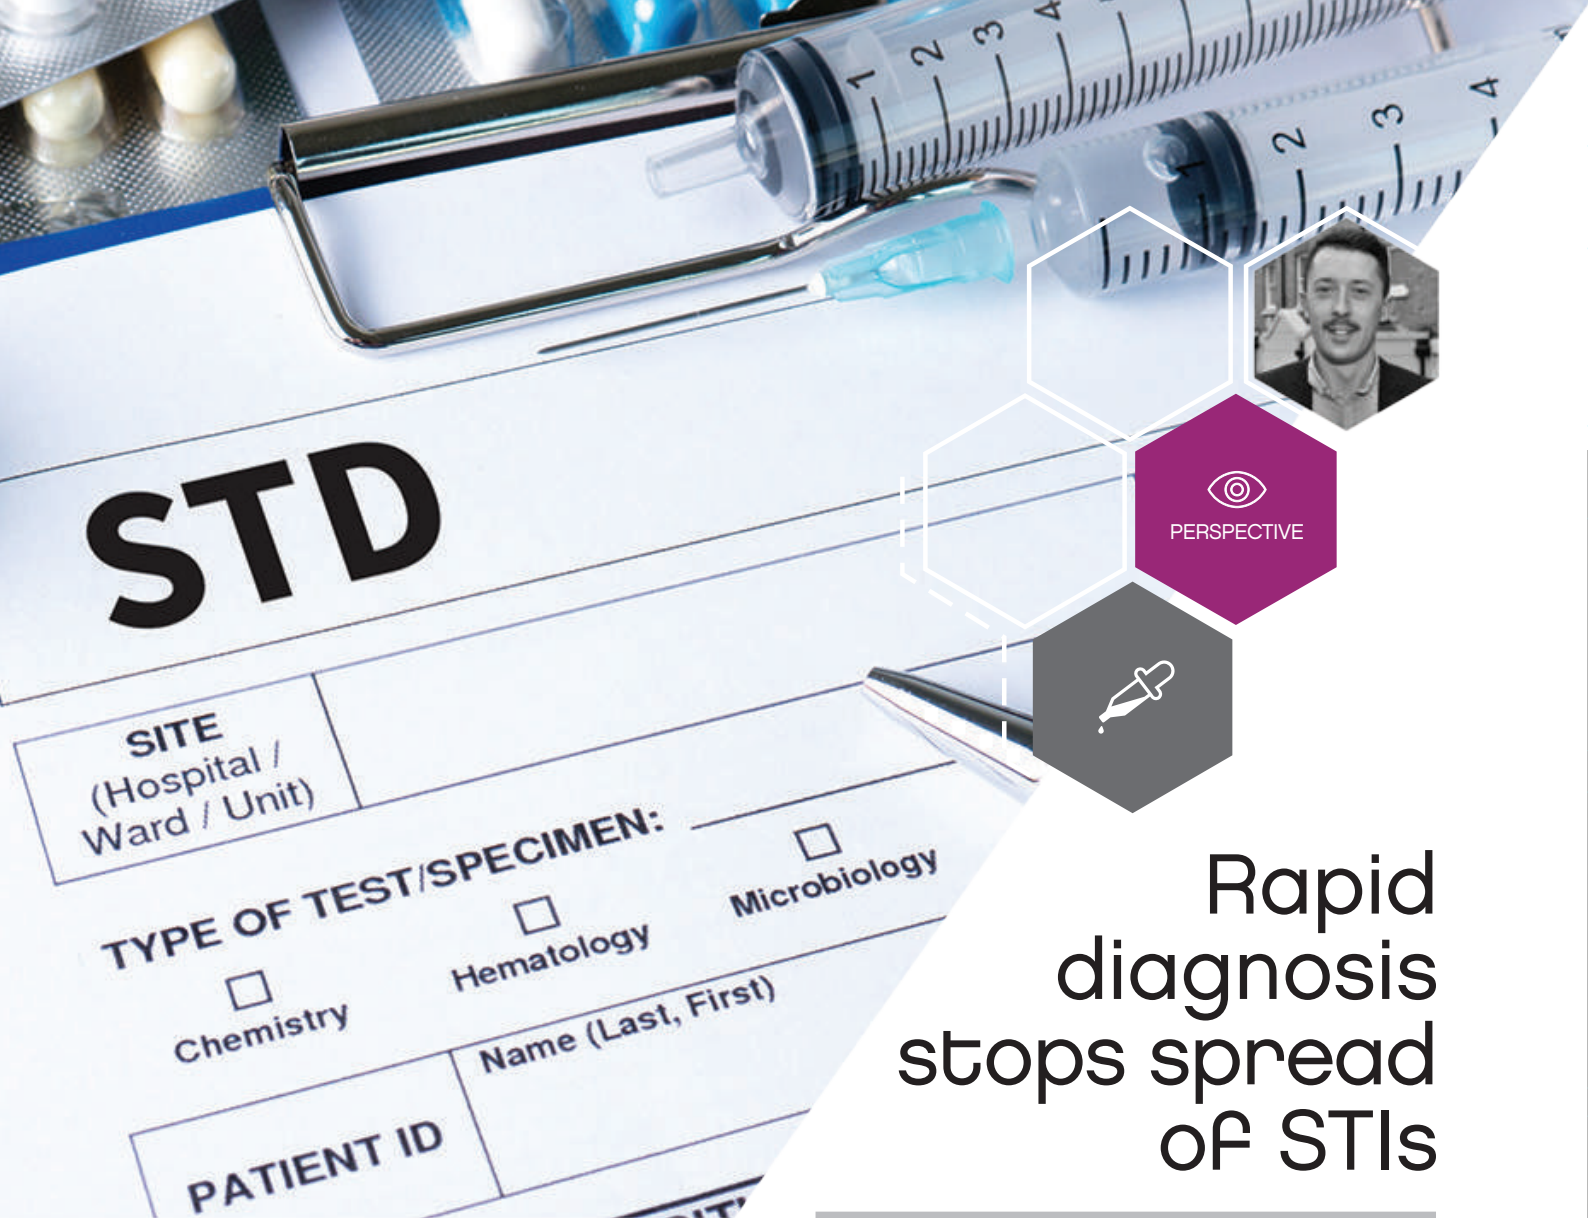 1 2 3 4
1 2 3 4
STD
PERSPECTIVE
SITE
(Hospital /
Ward / Unit)
TYPE OF TEST/SPECIMEN:
Chemistry
Hematology
Microbiology
PATIENT ID
Name (Last, First)
Rapid
diagnosis
stops spread
of STIs